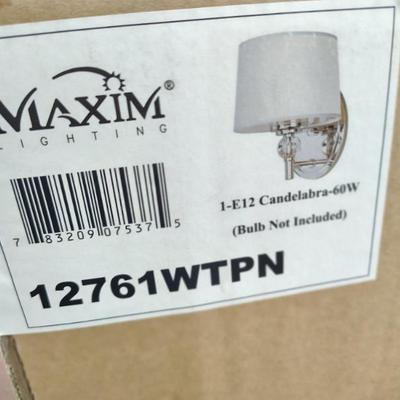 MAXIM®
LIGHTING
1-E12 Candelabra-60W
(Bulb Not Included)
7 83209 07537 5
12761WTPN